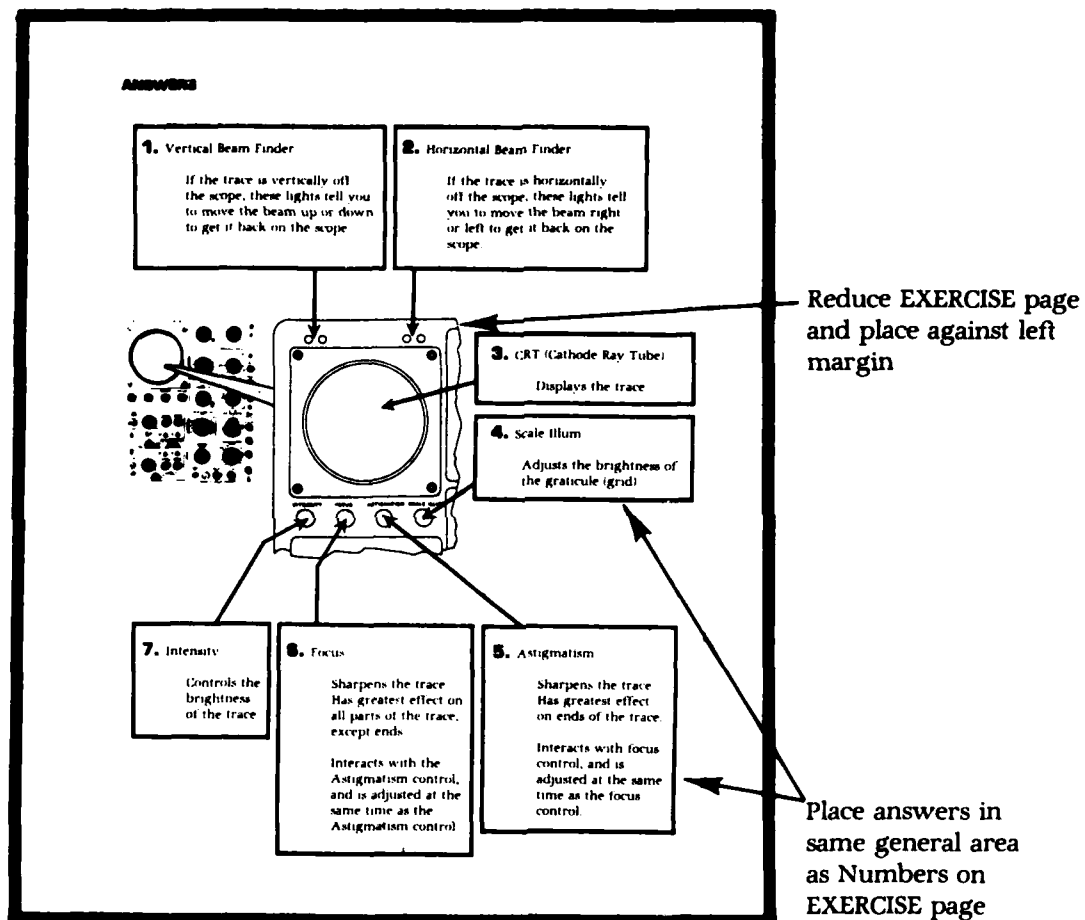 ANSWERS
1. Vertical Beam Finder
If the trace is vertically off
the scope, these lights tell you
to move the beam up or down
to get it back on the scope
2. Horizontal Beam Finder
If the trace is horizontally
off the scope, these lights tell
you to move the beam right
or left to get it back on the
scope.
Reduce EXERCISE page
and place against left
margin
3. CRT (Cathode Ray Tube)
Displays the trace
4. Scale Illum
Adjusts the brightness of
the graticule (grid)
INTENSITY FOCUS ASTIGMATISM SCALE ILLUM
7. Intensity
Controls the
brightness
of the trace
6. Focus
Sharpens the trace
Has greatest effect on
all parts of the trace,
except ends
Interacts with the
Astigmatism control,
and is adjusted at the
same time as the
Astigmatism control
5. Astigmatism
Sharpens the trace
Has greatest effect
on ends of the trace.
Interacts with focus
control, and is
adjusted at the same
time as the focus
control.
Place answers in
same general area
as Numbers on
EXERCISE page